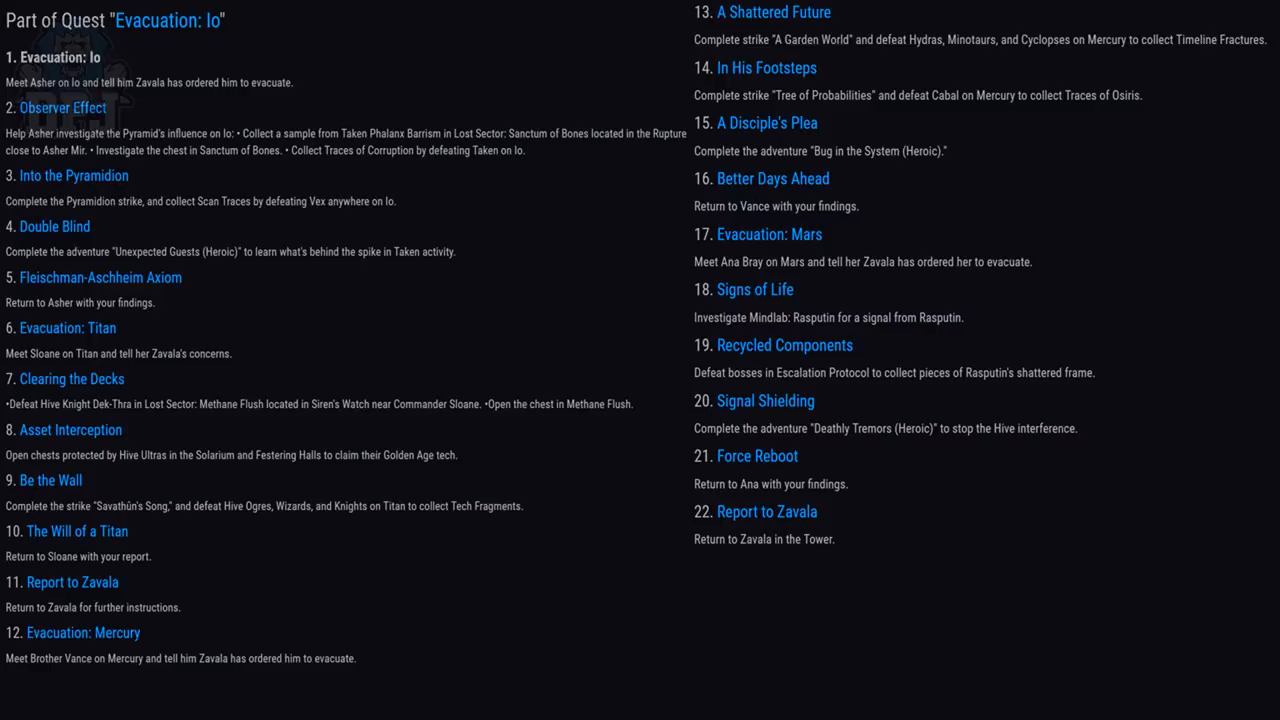 Part of Quest "Evacuation: Io"
1. Evacuation: Io
Meet Asher on Io and tell him Zavala has ordered him to evacuate.
2. Observer Effect
Help Asher investigate the Pyramid's influence on Io: • Collect a sample from Taken Phalanx Barrism in Lost Sector: Sanctum of Bones located in the Rupture
close to Asher Mir. • Investigate the chest in Sanctum of Bones. • Collect Traces of Corruption by defeating Taken on Io.
3. Into the Pyramidion
Complete the Pyramidion strike, and collect Scan Traces by defeating Vex anywhere on Io.
4. Double Blind
Complete the adventure "Unexpected Guests (Heroic)" to learn what's behind the spike in Taken activity.
5. Fleischman-Aschheim Axiom
Return to Asher with your findings.
6. Evacuation: Titan
Meet Sloane on Titan and tell her Zavala's concerns.
7. Clearing the Decks
•Defeat Hive Knight Dek-Thra in Lost Sector: Methane Flush located in Siren's Watch near Commander Sloane. •Open the chest in Methane Flush.
8. Asset Interception
Open chests protected by Hive Ultras in the Solarium and Festering Halls to claim their Golden Age tech.
9. Be the Wall
Complete the strike "Savathûn's Song," and defeat Hive Ogres, Wizards, and Knights on Titan to collect Tech Fragments.
10. The Will of a Titan
Return to Sloane with your report.
11. Report to Zavala
Return to Zavala for further instructions.
12. Evacuation: Mercury
Meet Brother Vance on Mercury and tell him Zavala has ordered him to evacuate.
13. A Shattered Future
Complete strike "A Garden World" and defeat Hydras, Minotaurs, and Cyclopses on Mercury to collect Timeline Fractures.
14. In His Footsteps
Complete strike "Tree of Probabilities" and defeat Cabal on Mercury to collect Traces of Osiris.
15. A Disciple's Plea
Complete the adventure "Bug in the System (Heroic)."
16. Better Days Ahead
Return to Vance with your findings.
17. Evacuation: Mars
Meet Ana Bray on Mars and tell her Zavala has ordered her to evacuate.
18. Signs of Life
Investigate Mindlab: Rasputin for a signal from Rasputin.
19. Recycled Components
Defeat bosses in Escalation Protocol to collect pieces of Rasputin's shattered frame.
20. Signal Shielding
Complete the adventure "Deathly Tremors (Heroic)" to stop the Hive interference.
21. Force Reboot
Return to Ana with your findings.
22. Report to Zavala
Return to Zavala in the Tower.